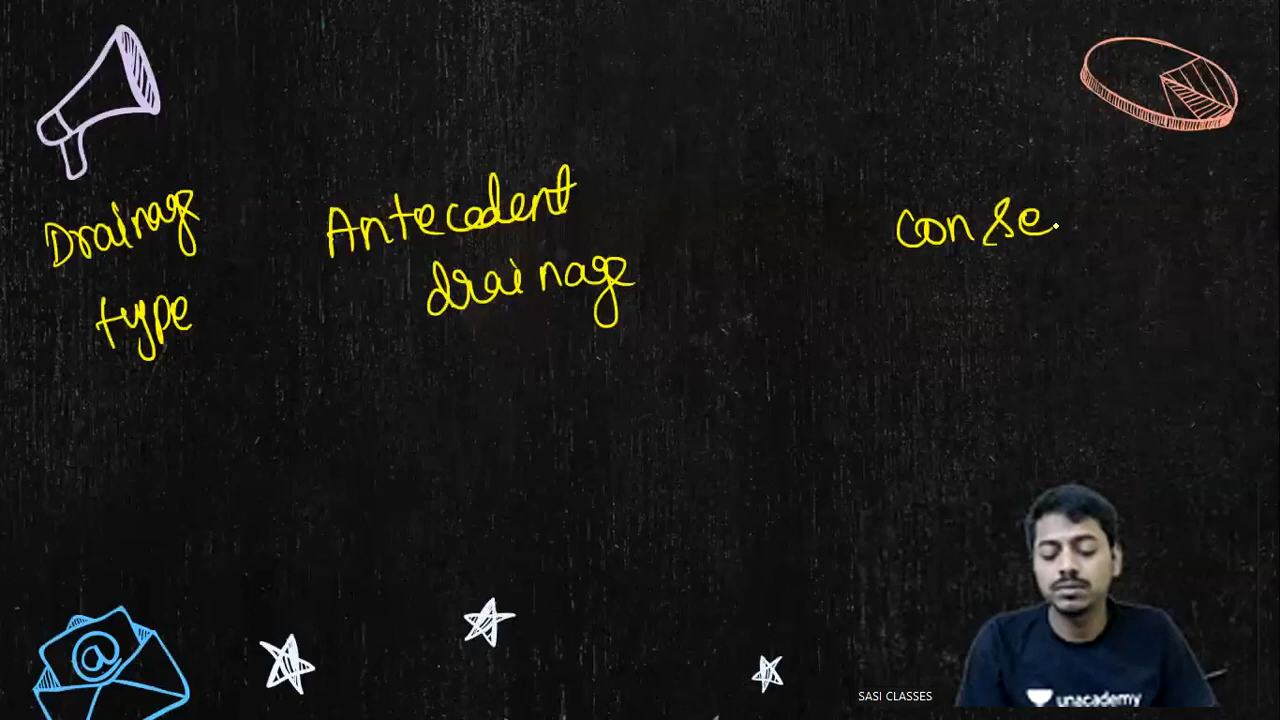 Drainage
type
Antecedent
drainage
conse
@
SASI CLASSES
unacademy